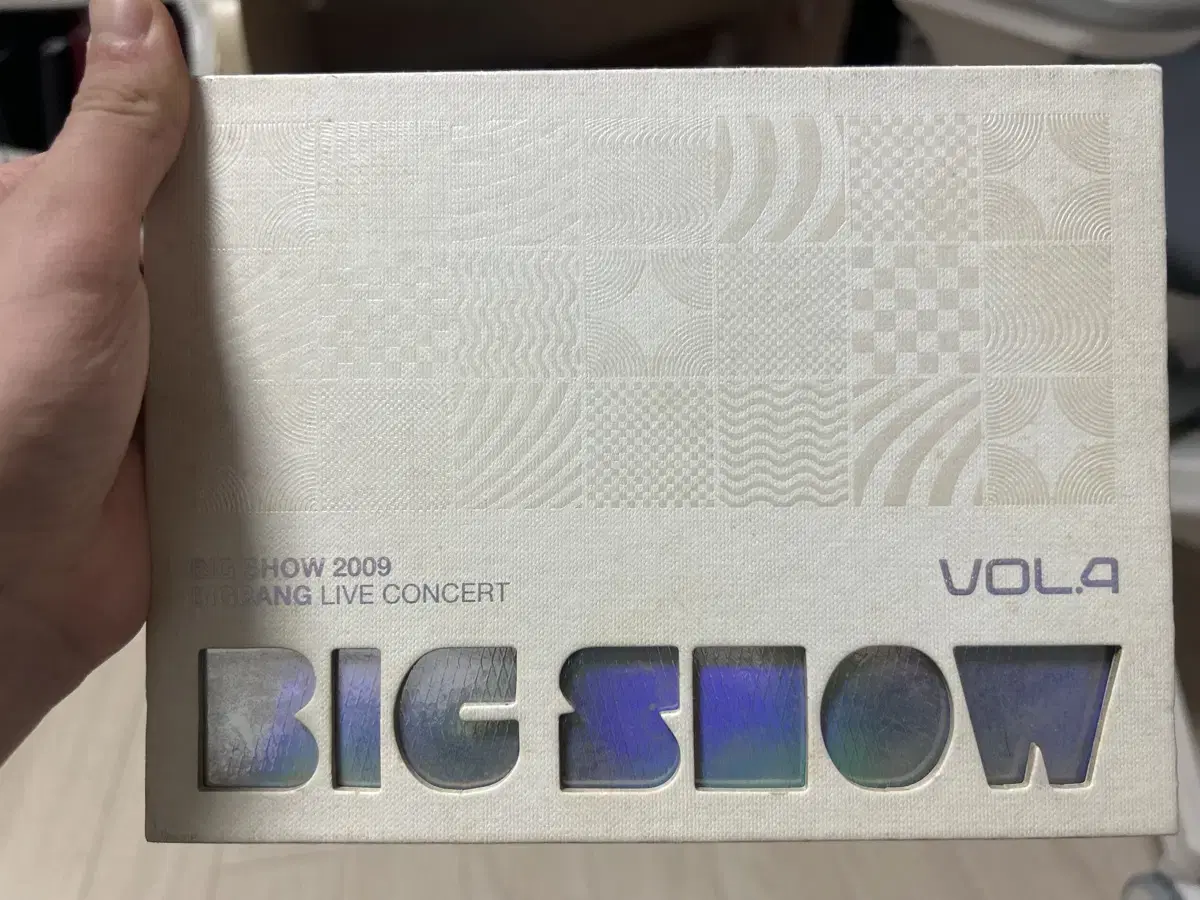 BIG SHOW 2009
BIGBANG LIVE CONCERT
VOL.4
BIG SHOW